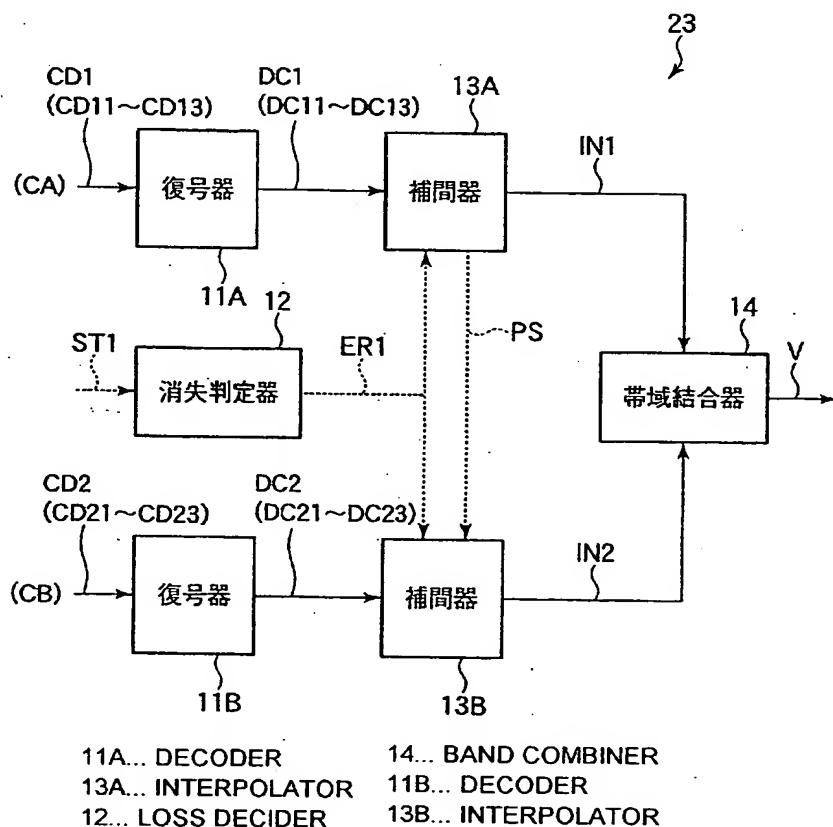 23
CD1
(CD11～CD13)
DC1
(DC11～DC13)
13A
IN1
(CA)
復号器
補間器
11A
12
PS
14
ST1
ER1
V
消失判定器
帯域結合器
CD2
(CD21～CD23)
DC2
(DC21～DC23)
IN2
(CB)
復号器
補間器
11B
13B
11A... DECODER
13A... INTERPOLATOR
12... LOSS DECIDER
14... BAND COMBINER
11B... DECODER
13B... INTERPOLATOR